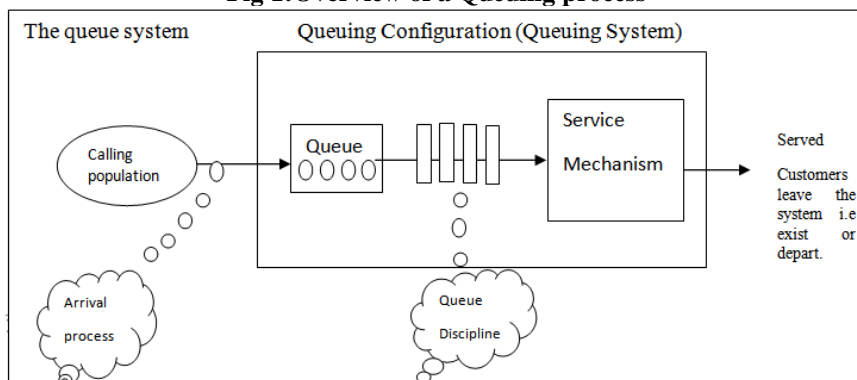 The queue system
Queuing Configuration (Queuing System)
Calling
population
Queue
Service
Mechanism
Served
Customers
leave the
system i.e
exist or
depart.
Arrival
process
Queue
Discipline